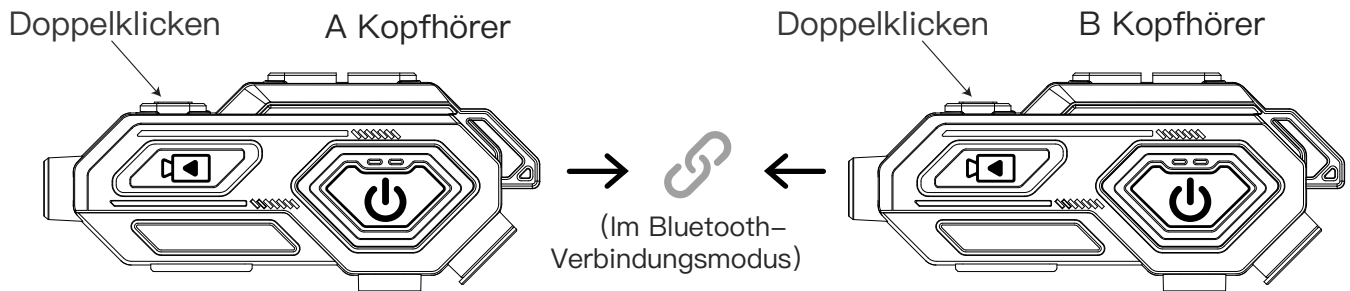 Doppelklicken
A Kopfhörer
Doppelklicken
B Kopfhörer
(Im Bluetooth-
Verbindungsmodus)